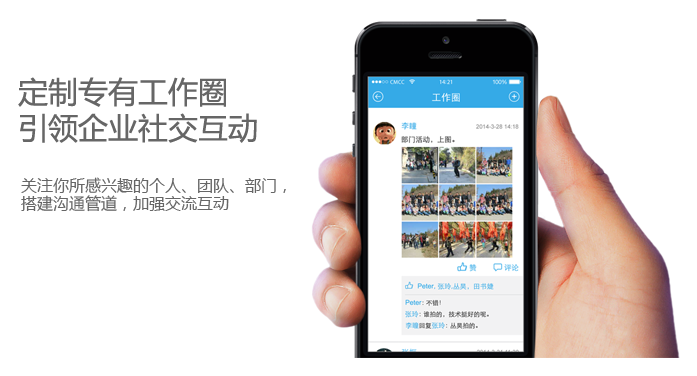 定制专有工作圈
引领企业社交互动
关注你所感兴趣的个人、团队、部门，
搭建沟通管道，加强交流互动
CMCC 14:21 100%
工作圈
李瞳 2014-3-28 14:18
部门活动，上图。
赞 评论
Peter, 张玲, 丛昊, 田书婕
Peter: 不错！
张玲: 谁拍的，技术挺好的呢。
李瞳回复张玲: 丛昊拍的。